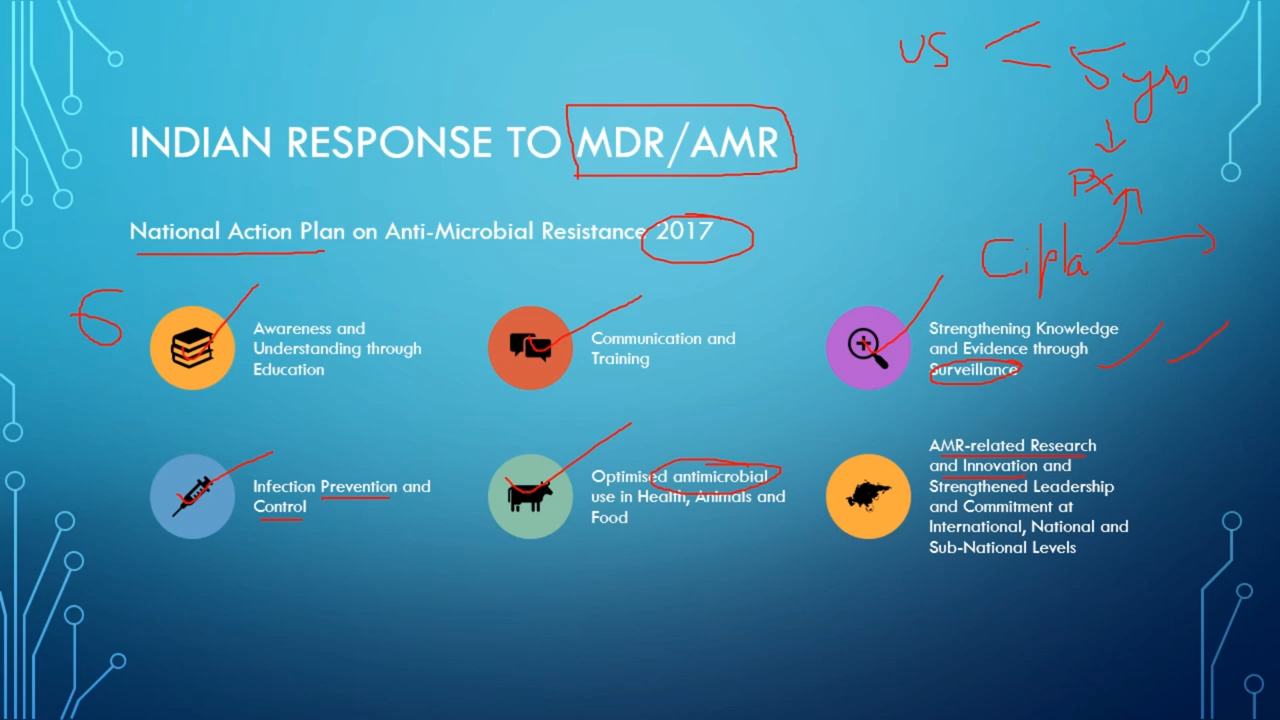 US < 5 yrs
INDIAN RESPONSE TO MDR/AMR
PX
National Action Plan on Anti-Microbial Resistance 2017
Cipla
6
Awareness and
Understanding through
Education
Communication and
Training
Strengthening Knowledge
and Evidence through
Surveillance
Infection Prevention and
Control
Optimised antimicrobial
use in Health, Animals and
Food
AMR-related Research
and Innovation and
Strengthened Leadership
and Commitment at
International, National and
Sub-National Levels